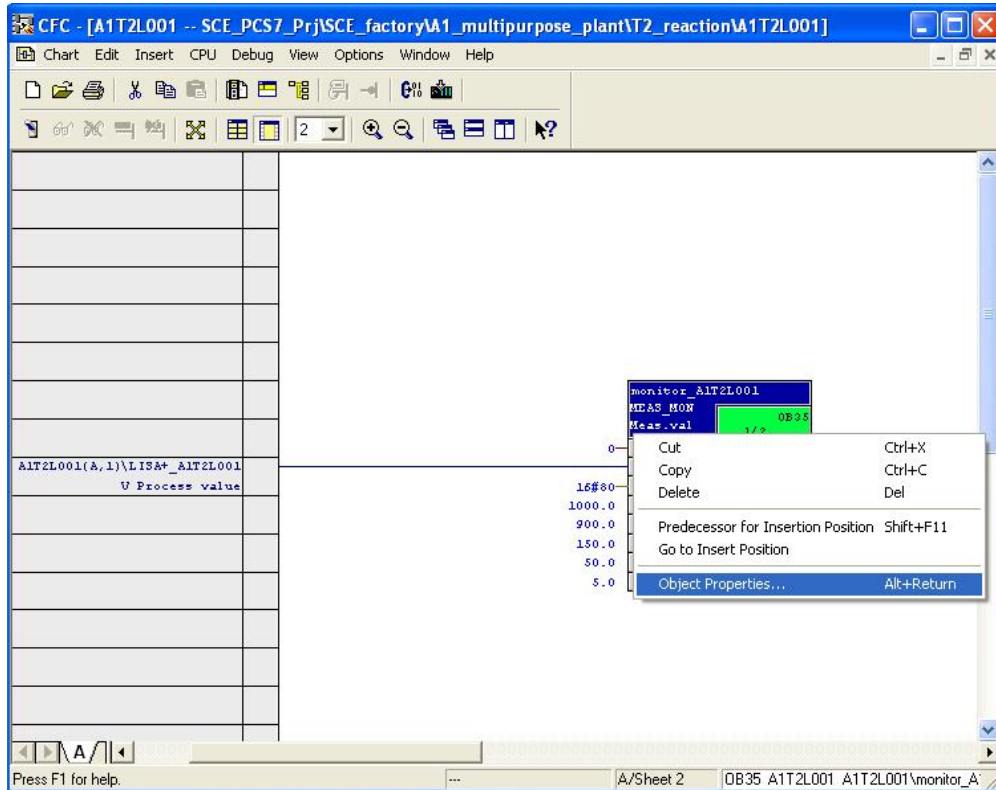 CFC - [A1T2L001 -- SCE_PCS7_Prj\SCE_factory\A1_multipurpose_plant\T2_reaction\A1T2L001]
Chart Edit Insert CPU Debug View Options Window Help
2
monitor_A1T2L001
MEAS_MON
OB35
Meas.val
1/2
0
Cut Ctrl+X
A1T2L001(A,1)\LISA+_A1T2L001
Copy Ctrl+C
V Process value
16#80
Delete Del
1000.0
900.0
Predecessor for Insertion Position Shift+F11
150.0
Go to Insert Position
50.0
5.0
Object Properties... Alt+Return
A
Press F1 for help.
---
A/Sheet 2
OB35 A1T2L001 A1T2L001\monitor_A